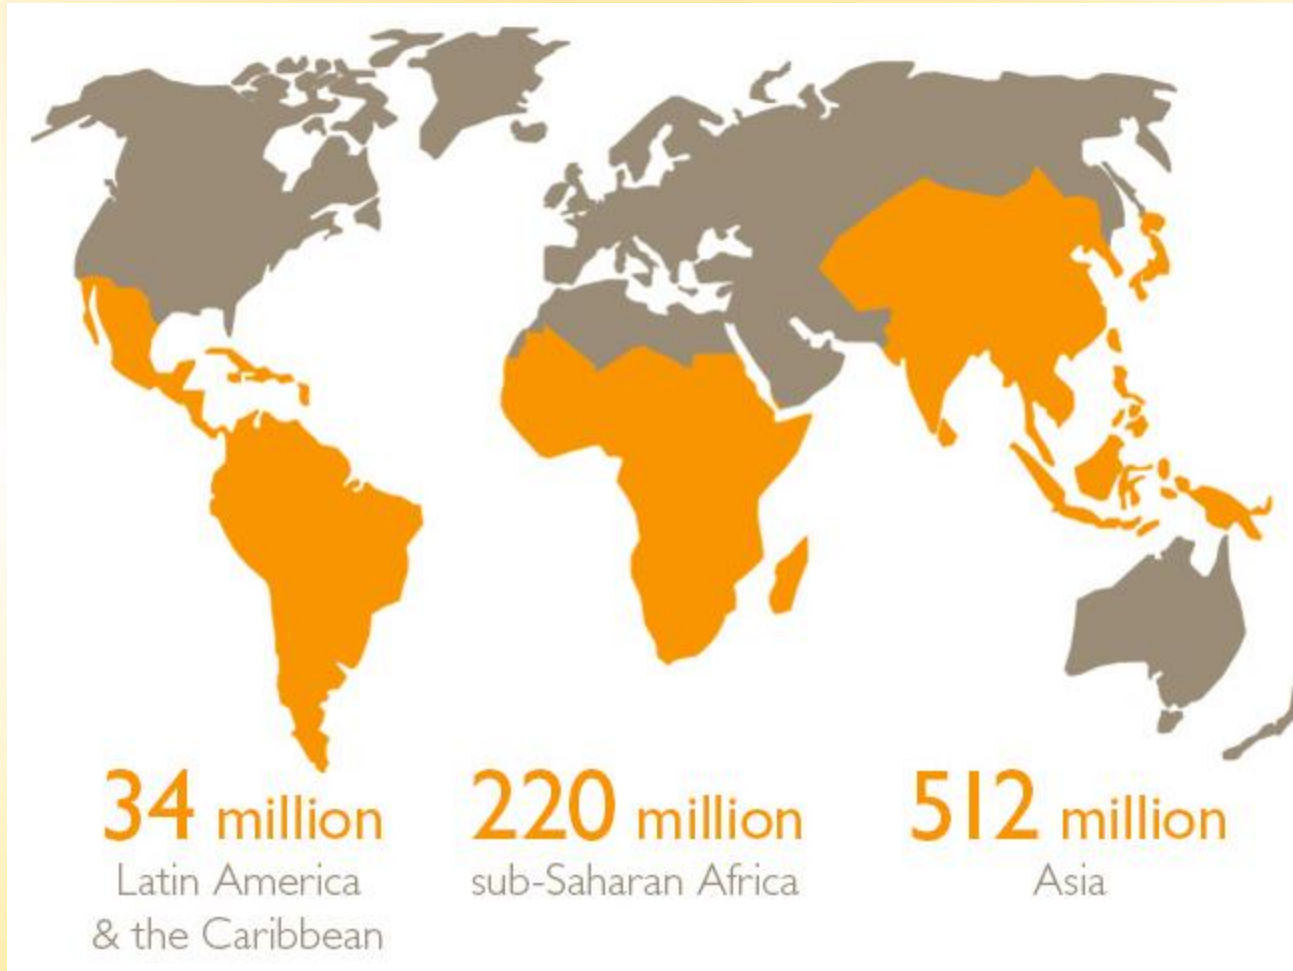 34 million
Latin America
& the Caribbean
220 million
sub-Saharan Africa
512 million
Asia